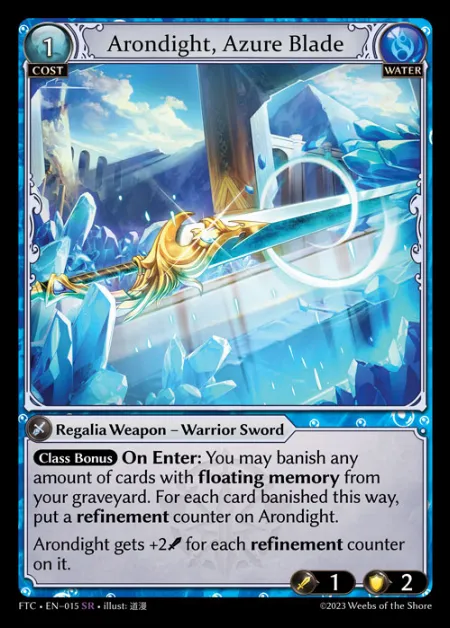 1
Arondight, Azure Blade
COST
WATER
Regalia Weapon – Warrior Sword
Class Bonus On Enter: You may banish any
amount of cards with floating memory from
your graveyard. For each card banished this way,
put a refinement counter on Arondight.
Arondight gets +2 for each refinement counter
on it.
1
2
FTC • EN-015 SR • illust: 道漫
©2023 Weebs of the Shore